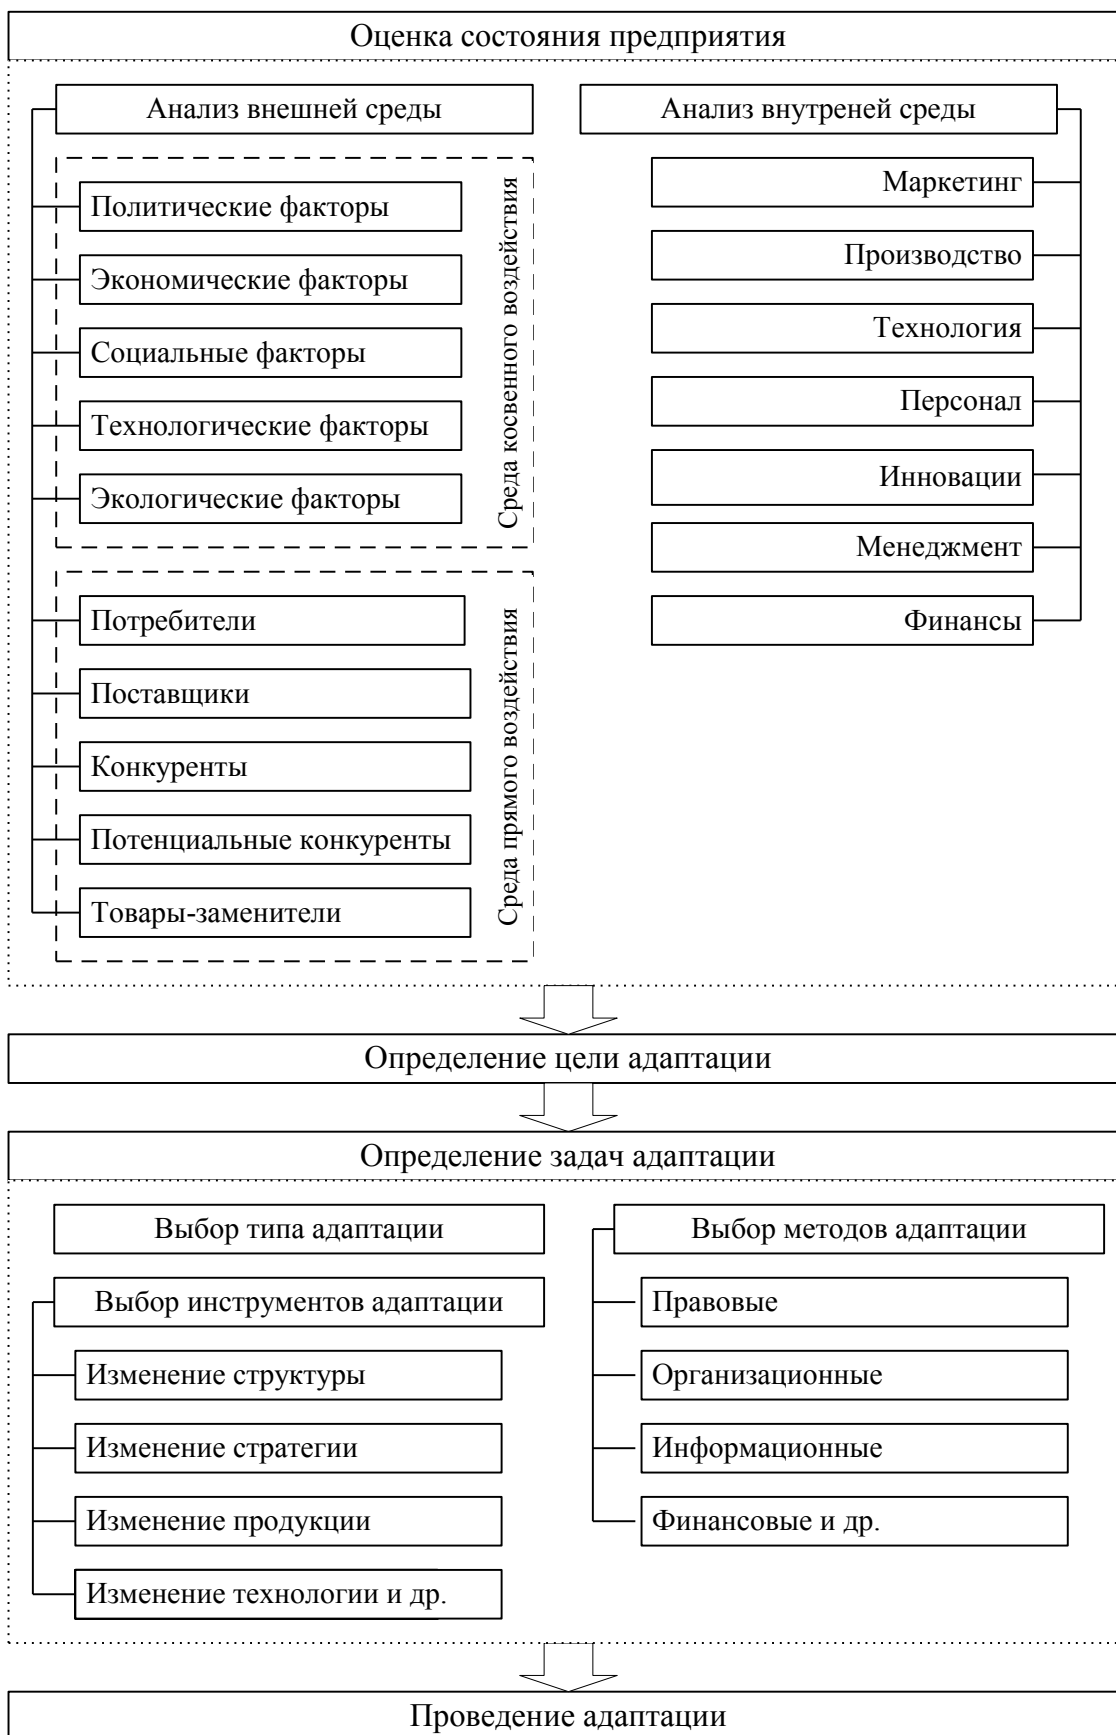 Оценка состояния предприятия
Анализ внешней среды
Политические факторы
Экономические факторы
Социальные факторы
Технологические факторы
Экологические факторы
Среда косвенного воздействия
Потребители
Поставщики
Конкуренты
Потенциальные конкуренты
Товары-заменители
Среда прямого воздействия
Анализ внутреней среды
Маркетинг
Производство
Технология
Персонал
Инновации
Менеджмент
Финансы
Определение цели адаптации
Определение задач адаптации
Выбор типа адаптации
Выбор инструментов адаптации
Изменение структуры
Изменение стратегии
Изменение продукции
Изменение технологии и др.
Выбор методов адаптации
Правовые
Организационные
Информационные
Финансовые и др.
Проведение адаптации